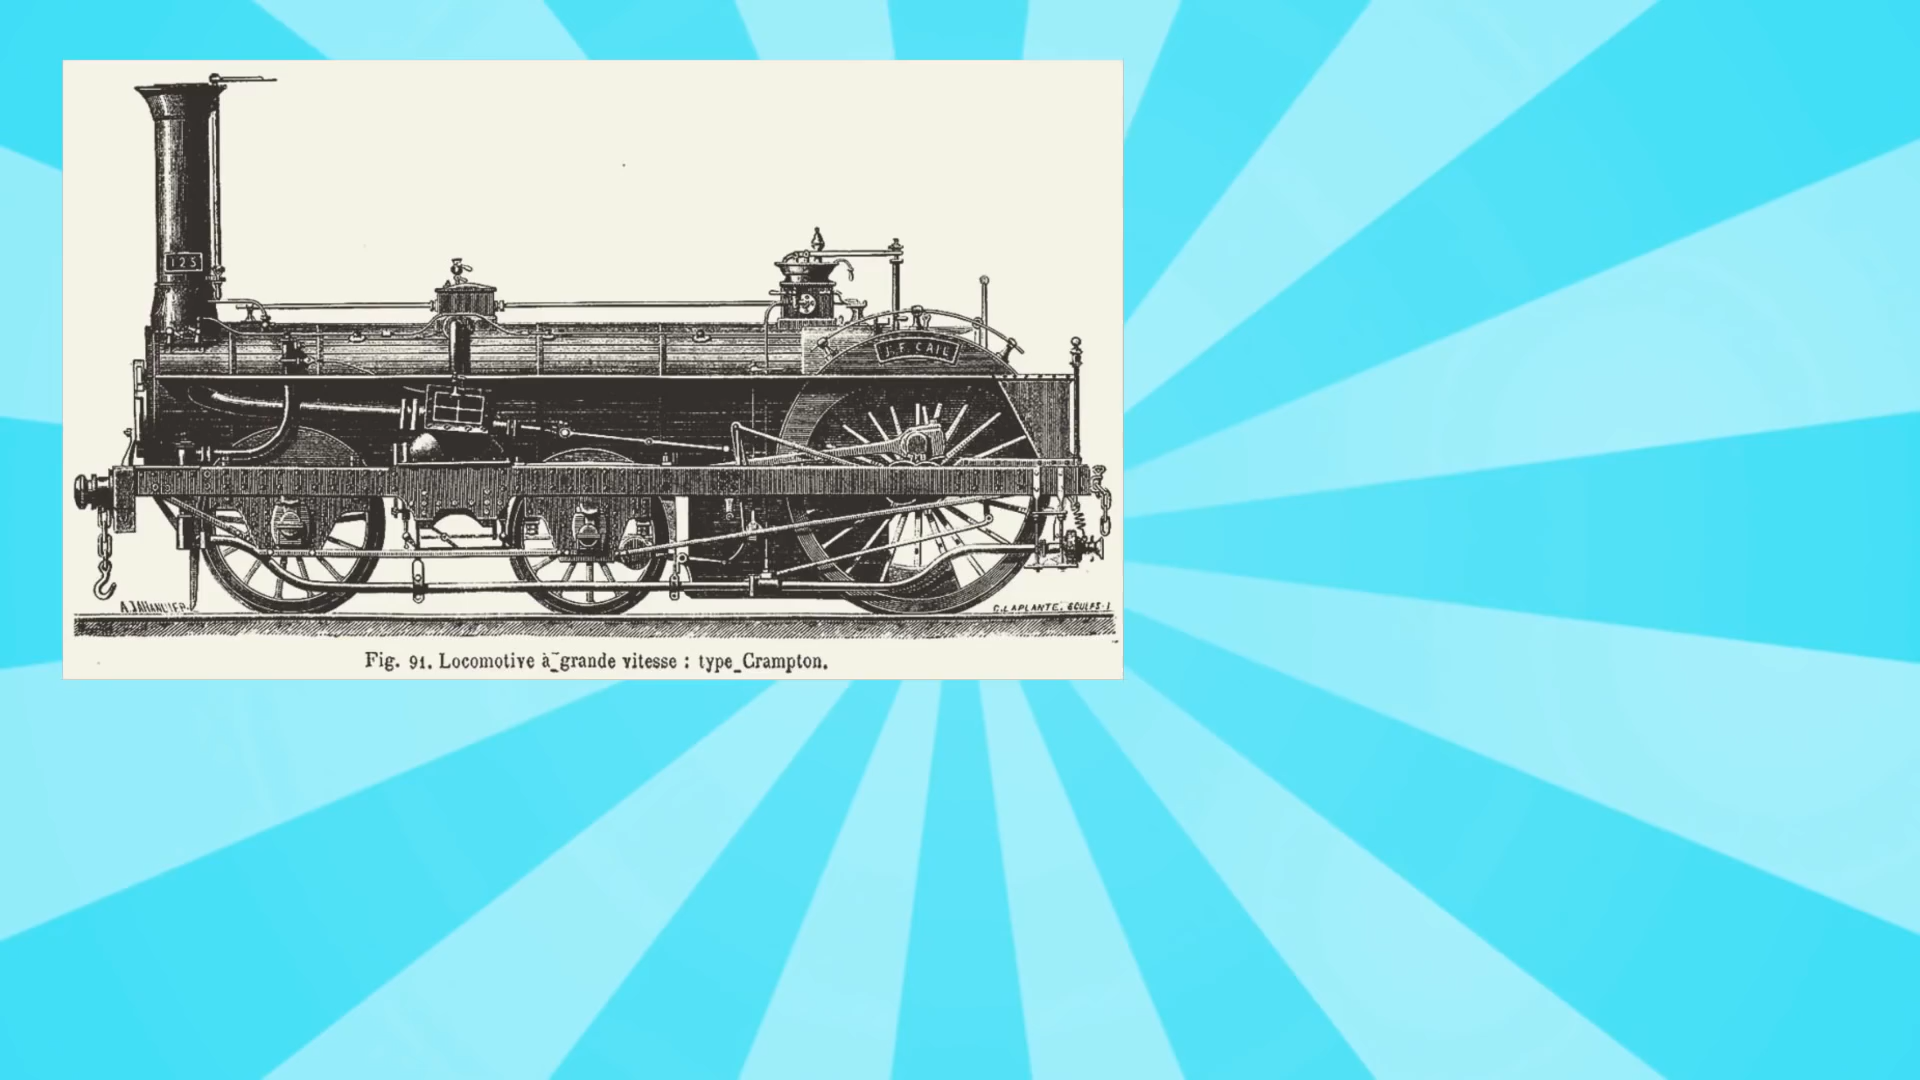 125
J.F. CAIL
C. LAPLANTE. SCULPS.
Fig. 91. Locomotive à grande vitesse : type Crampton.